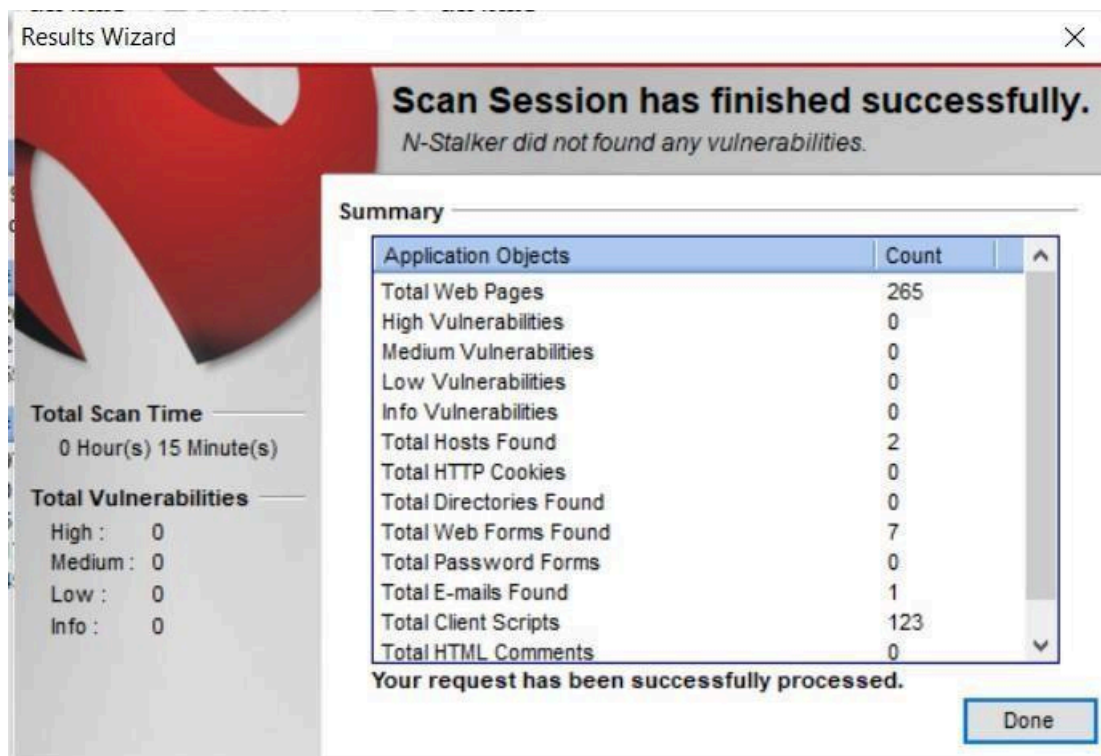 Results Wizard
Scan Session has finished successfully.
N-Stalker did not found any vulnerabilities.
Summary
Application Objects Count
Total Web Pages 265
High Vulnerabilities 0
Medium Vulnerabilities 0
Low Vulnerabilities 0
Info Vulnerabilities 0
Total Hosts Found 2
Total HTTP Cookies 0
Total Directories Found 0
Total Web Forms Found 7
Total Password Forms 0
Total E-mails Found 1
Total Client Scripts 123
Total HTML Comments 0
Your request has been successfully processed.
Total Scan Time
0 Hour(s) 15 Minute(s)
Total Vulnerabilities
High : 0
Medium : 0
Low : 0
Info : 0
Done